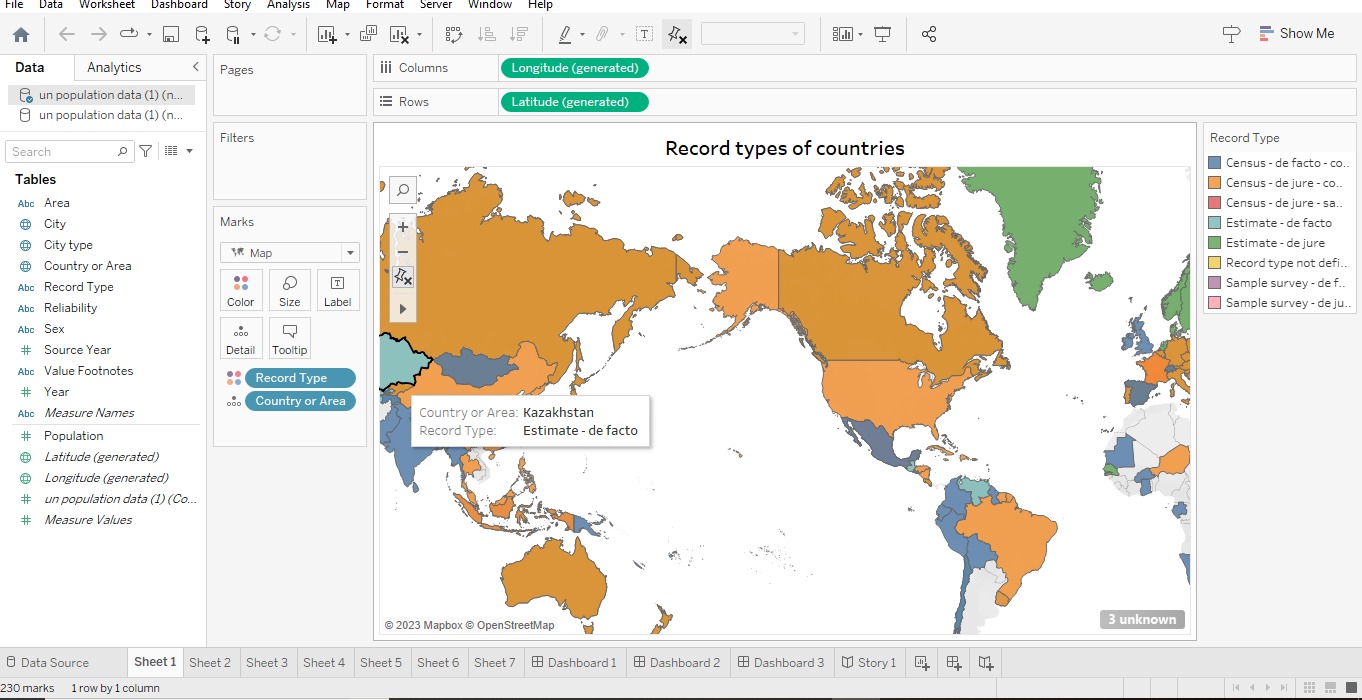 File Data Worksheet Dashboard Story Analysis Map Format Server Window Help
Show Me
Data Analytics
un population data (1) (n...
un population data (1) (n...
Search
Tables
Abc Area
City
City type
Country or Area
Abc Record Type
Abc Reliability
Abc Sex
Source Year
Abc Value Footnotes
Year
Abc Measure Names
Population
Latitude (generated)
Longitude (generated)
un population data (1) (Co...
Measure Values
Pages
Filters
Marks
Map
Color Size Label
Detail Tooltip
Record Type
Country or Area
Columns Longitude (generated)
Rows Latitude (generated)
Record types of countries
Country or Area: Kazakhstan
Record Type: Estimate - de facto
© 2023 Mapbox © OpenStreetMap
3 unknown
Record Type
Census - de facto - co..
Census - de jure - co...
Census - de jure - sa..
Estimate - de facto
Estimate - de jure
Record type not defi..
Sample survey - de f..
Sample survey - de ju..
Data Source Sheet 1 Sheet 2 Sheet 3 Sheet 4 Sheet 5 Sheet 6 Sheet 7 Dashboard 1 Dashboard 2 Dashboard 3 Story 1
230 marks 1 row by 1 column